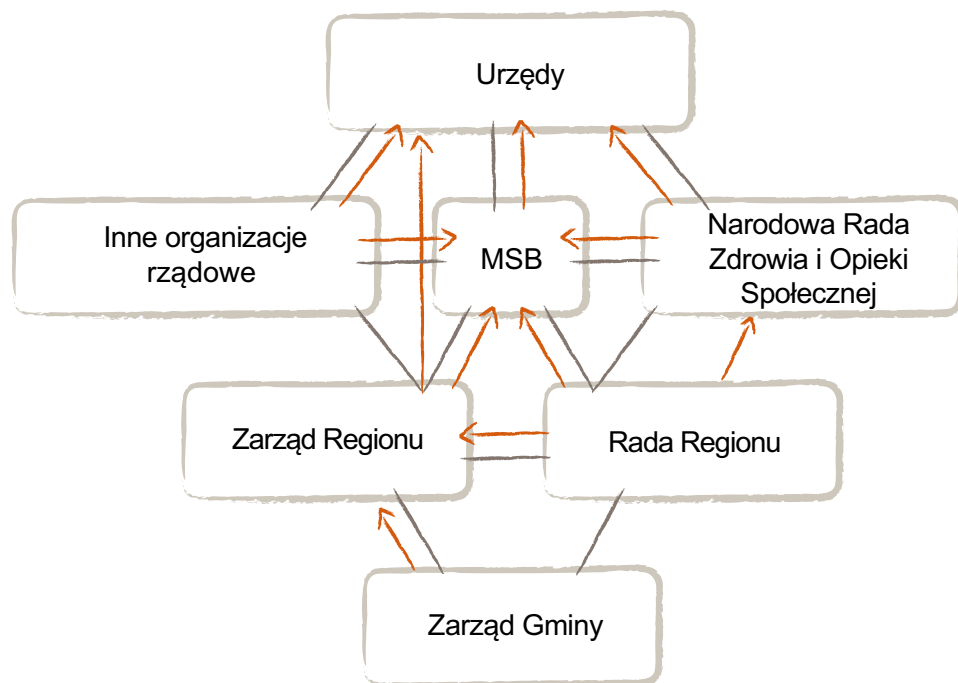 Urzędy
Inne organizacje
rządowe
MSB
Narodowa Rada
Zdrowia i Opieki
Społecznej
Zarząd Regionu
Rada Regionu
Zarząd Gminy